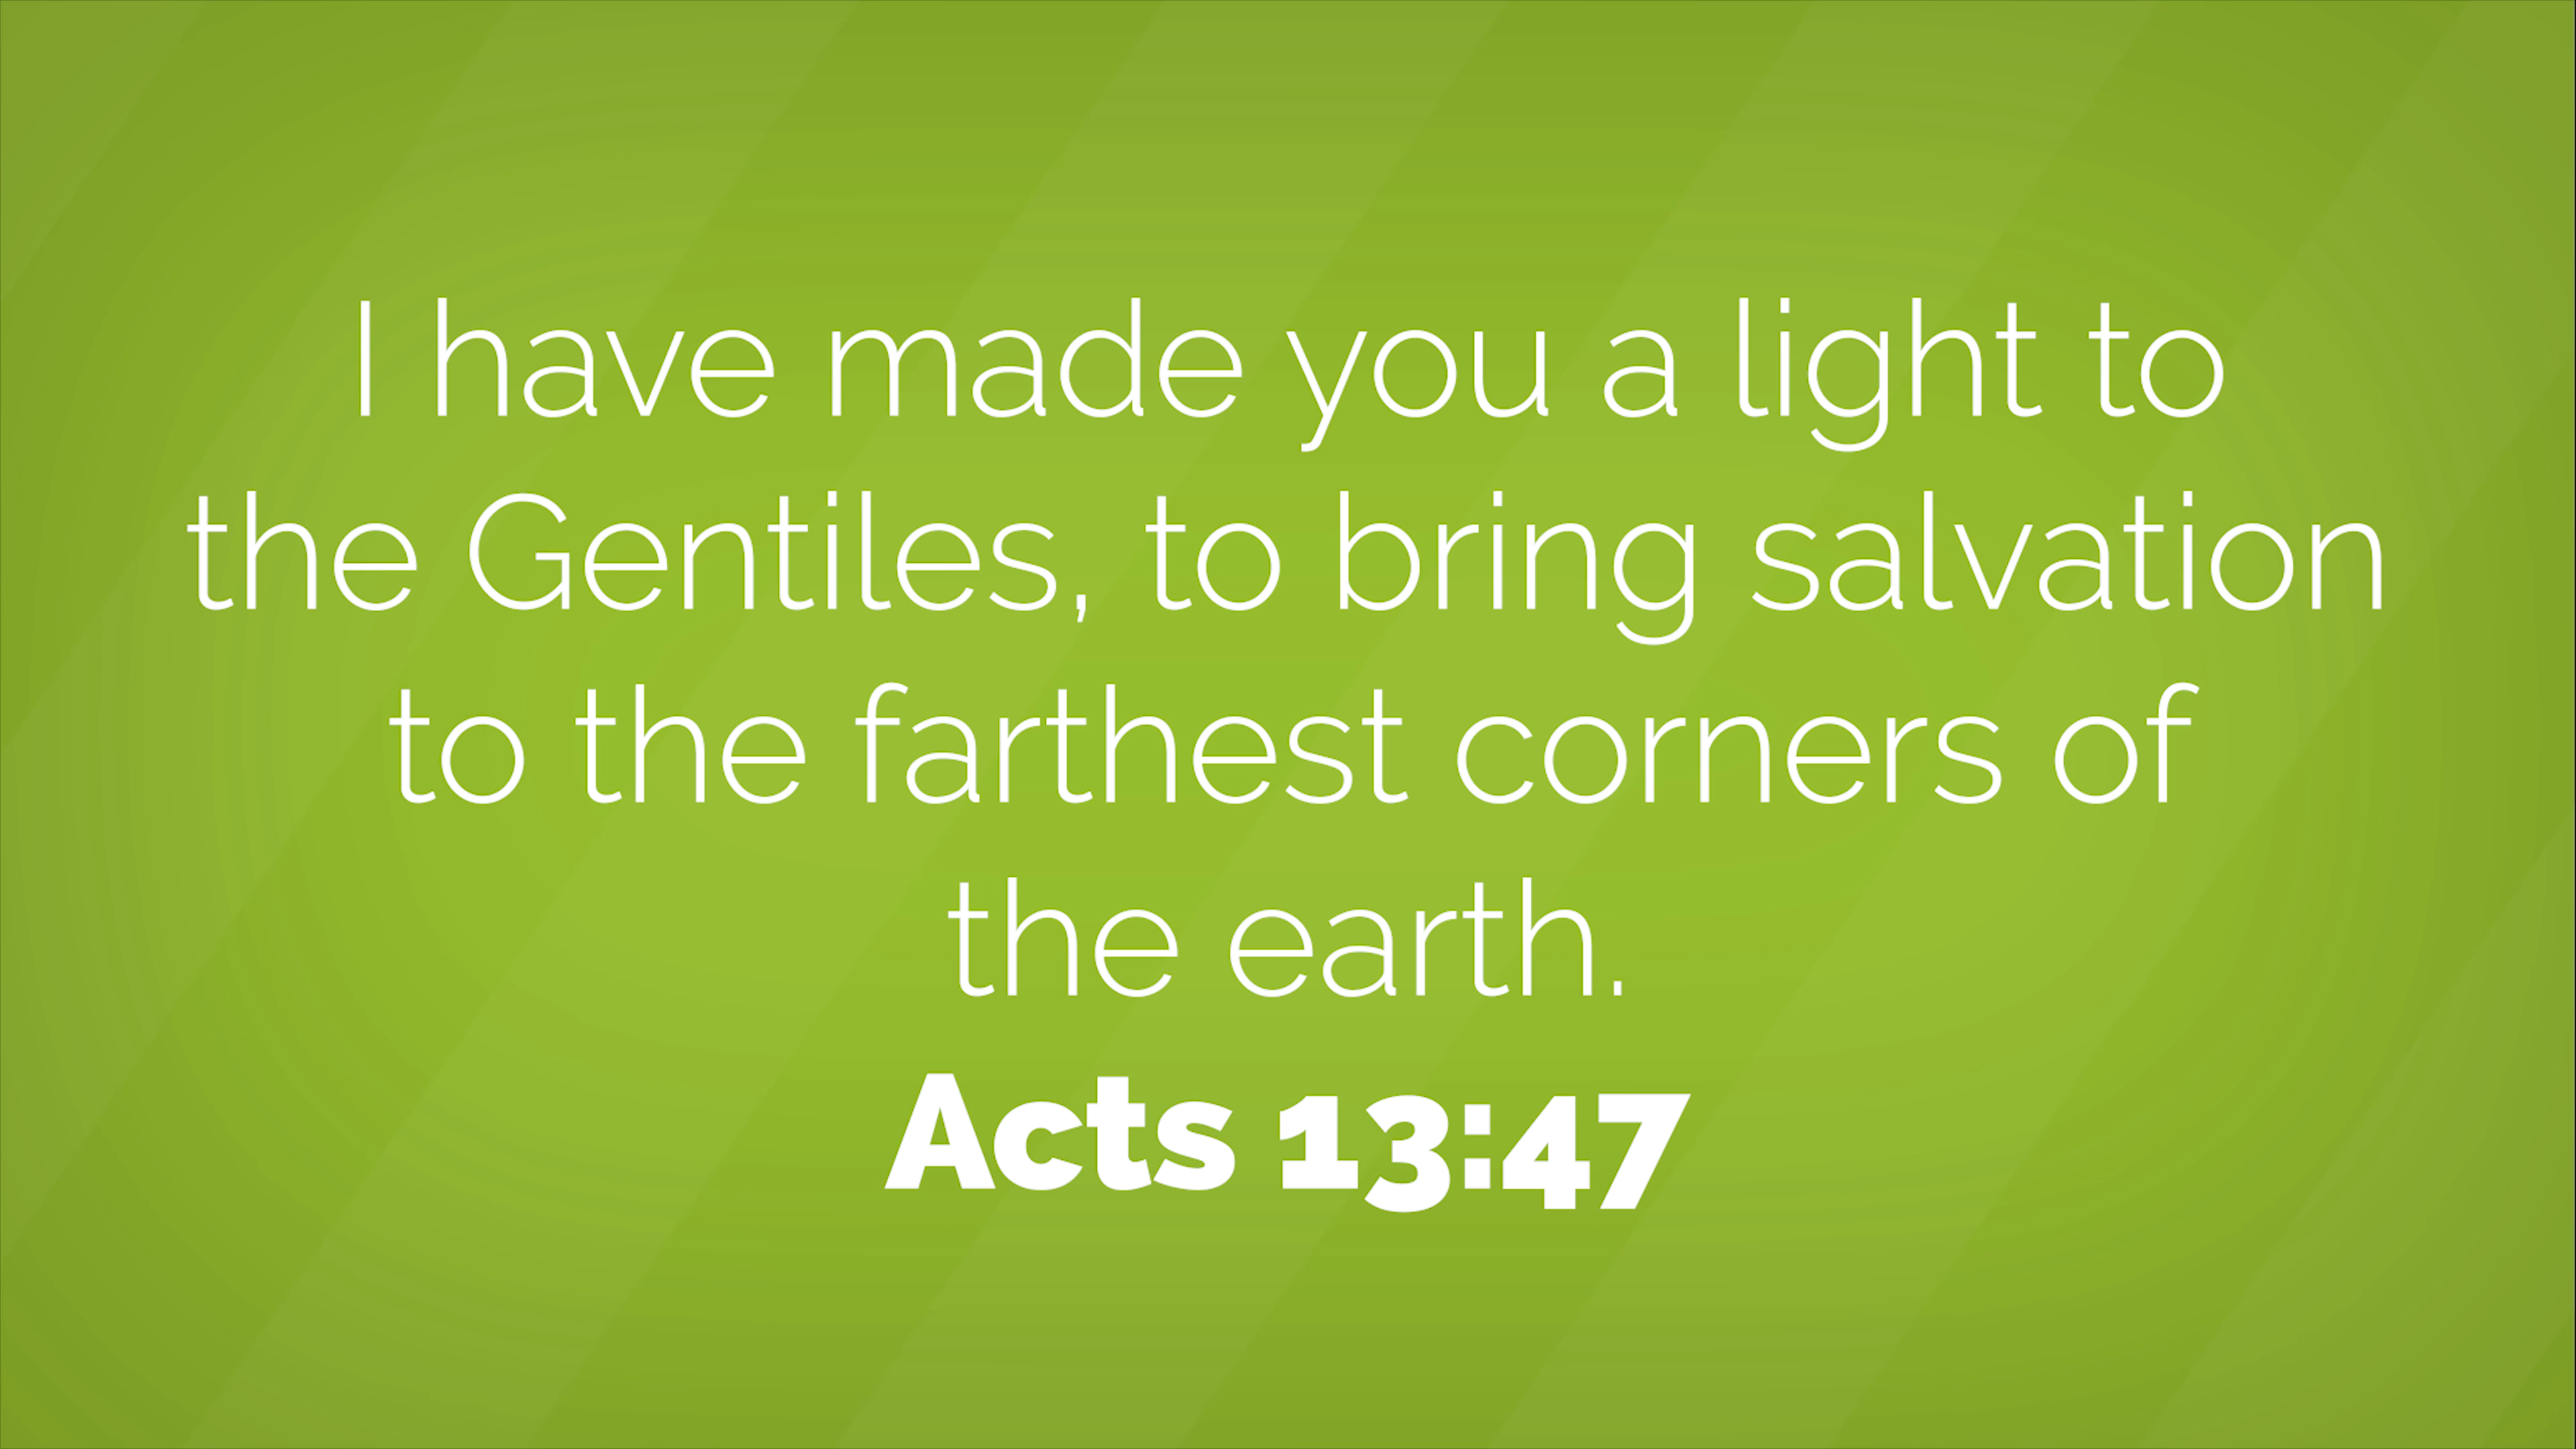 I have made you a light to
the Gentiles, to bring salvation
to the farthest corners of
the earth.
Acts 13:47